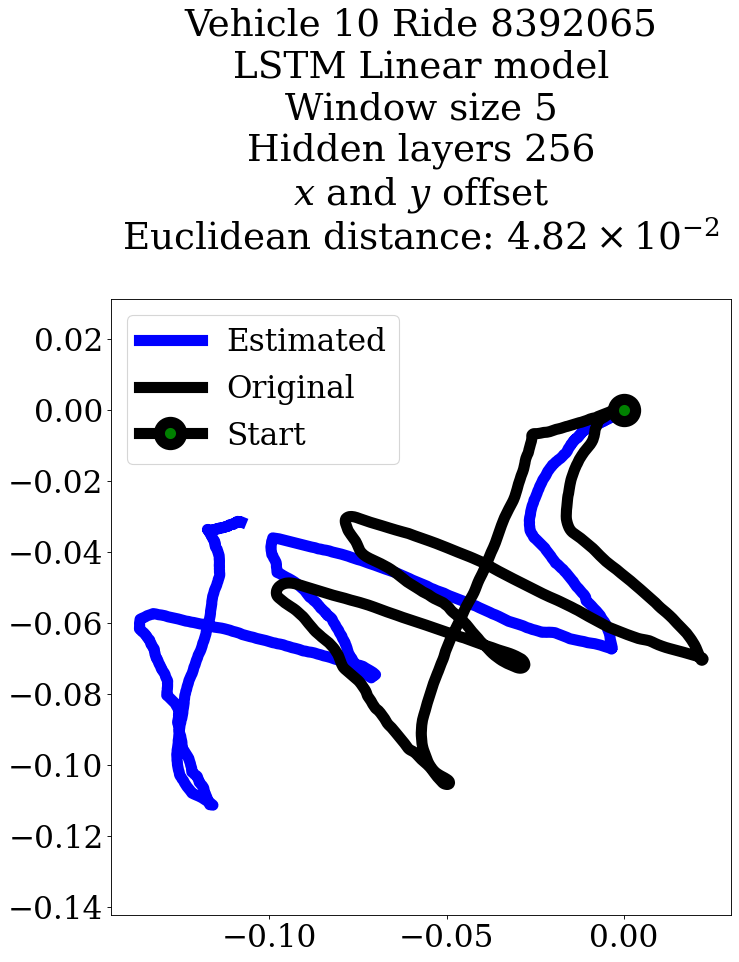 Vehicle 10 Ride 8392065
LSTM Linear model
Window size 5
Hidden layers 256
x and y offset
Euclidean distance: 4.82 × 10⁻²
Estimated
Original
Start
0.02
0.00
−0.02
−0.04
−0.06
−0.08
−0.10
−0.12
−0.14
−0.10 −0.05 0.00